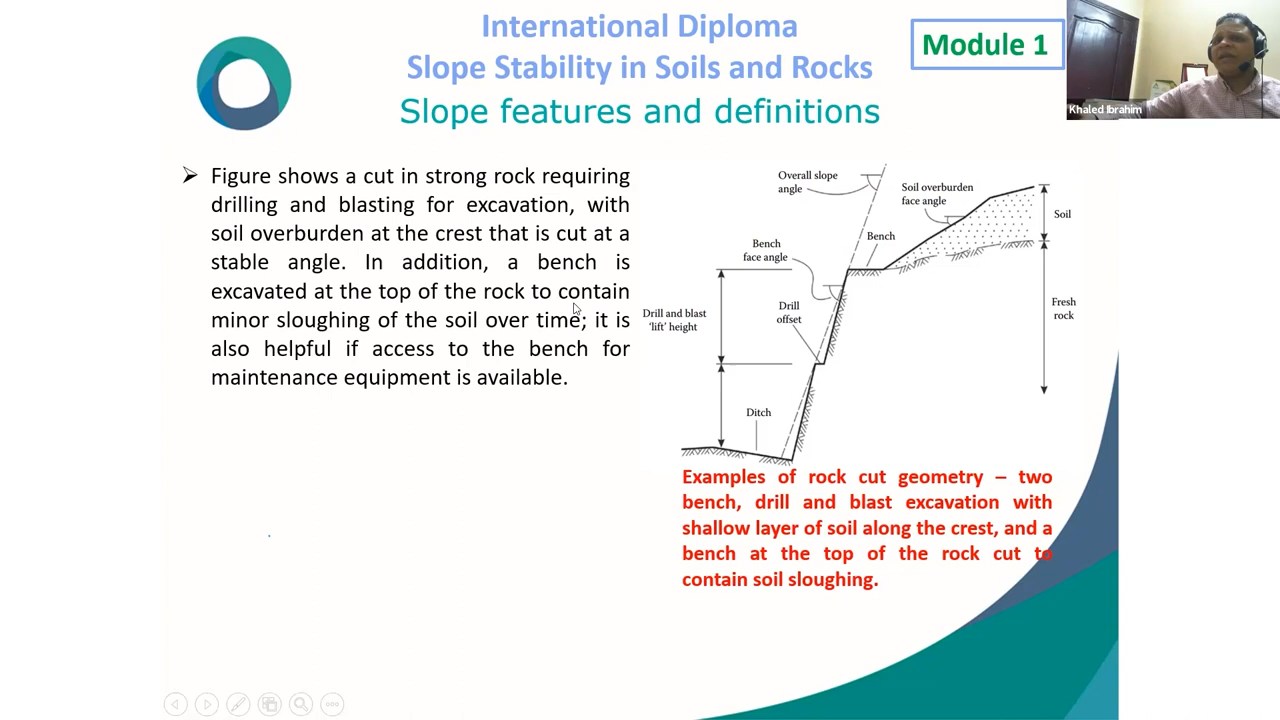 International Diploma
Slope Stability in Soils and Rocks
Slope features and definitions
Module 1
Khaled Ibrahim
➢ Figure shows a cut in strong rock requiring
drilling and blasting for excavation, with
soil overburden at the crest that is cut at a
stable angle. In addition, a bench is
excavated at the top of the rock to contain
minor sloughing of the soil over time; it is
also helpful if access to the bench for
maintenance equipment is available.
Overall slope
angle
Soil overburden
face angle
Soil
Bench
Bench
face angle
Fresh
rock
Drill
offset
Drill and blast
'lift' height
Ditch
Examples of rock cut geometry – two
bench, drill and blast excavation with
shallow layer of soil along the crest, and a
bench at the top of the rock cut to
contain soil sloughing.